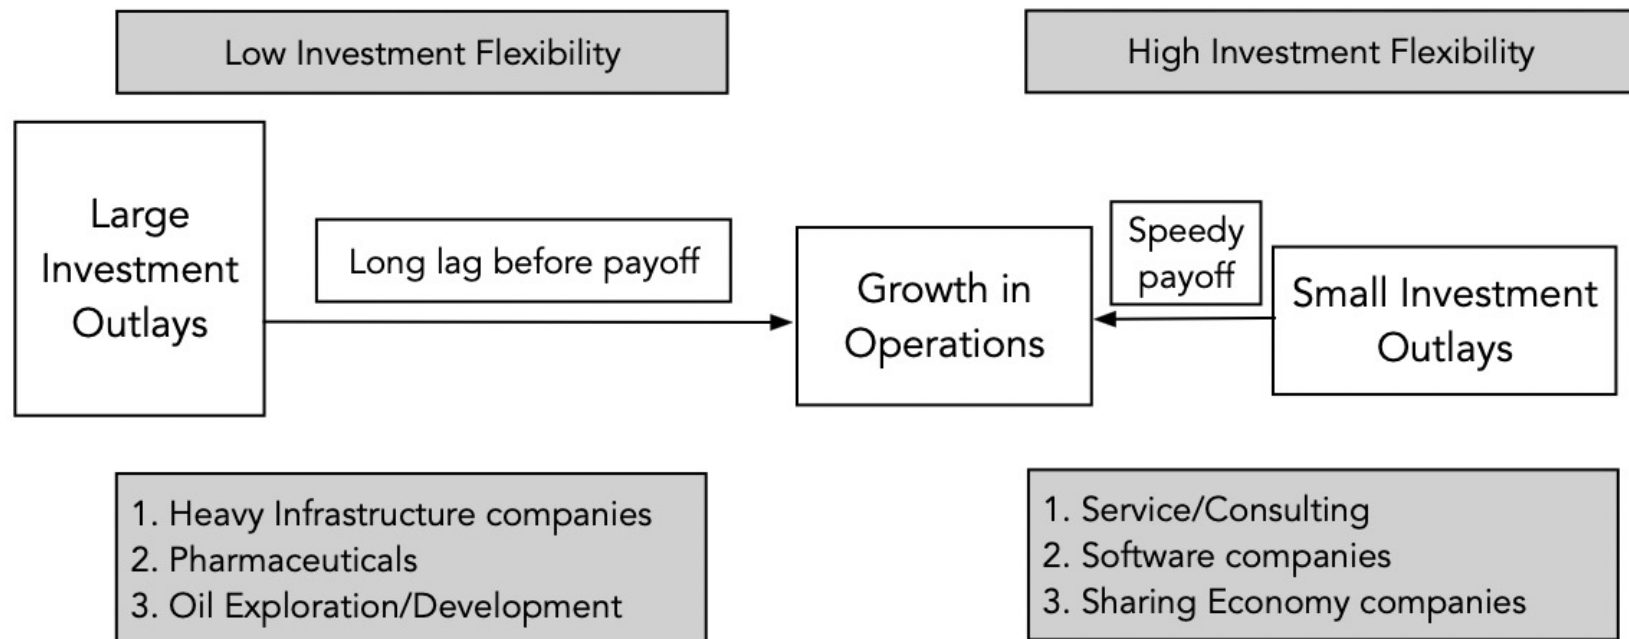 Low Investment Flexibility
High Investment Flexibility
Large
Investment
Outlays
Long lag before payoff
Growth in
Operations
Speedy
payoff
Small Investment
Outlays
1. Heavy Infrastructure companies
2. Pharmaceuticals
3. Oil Exploration/Development
1. Service/Consulting
2. Software companies
3. Sharing Economy companies